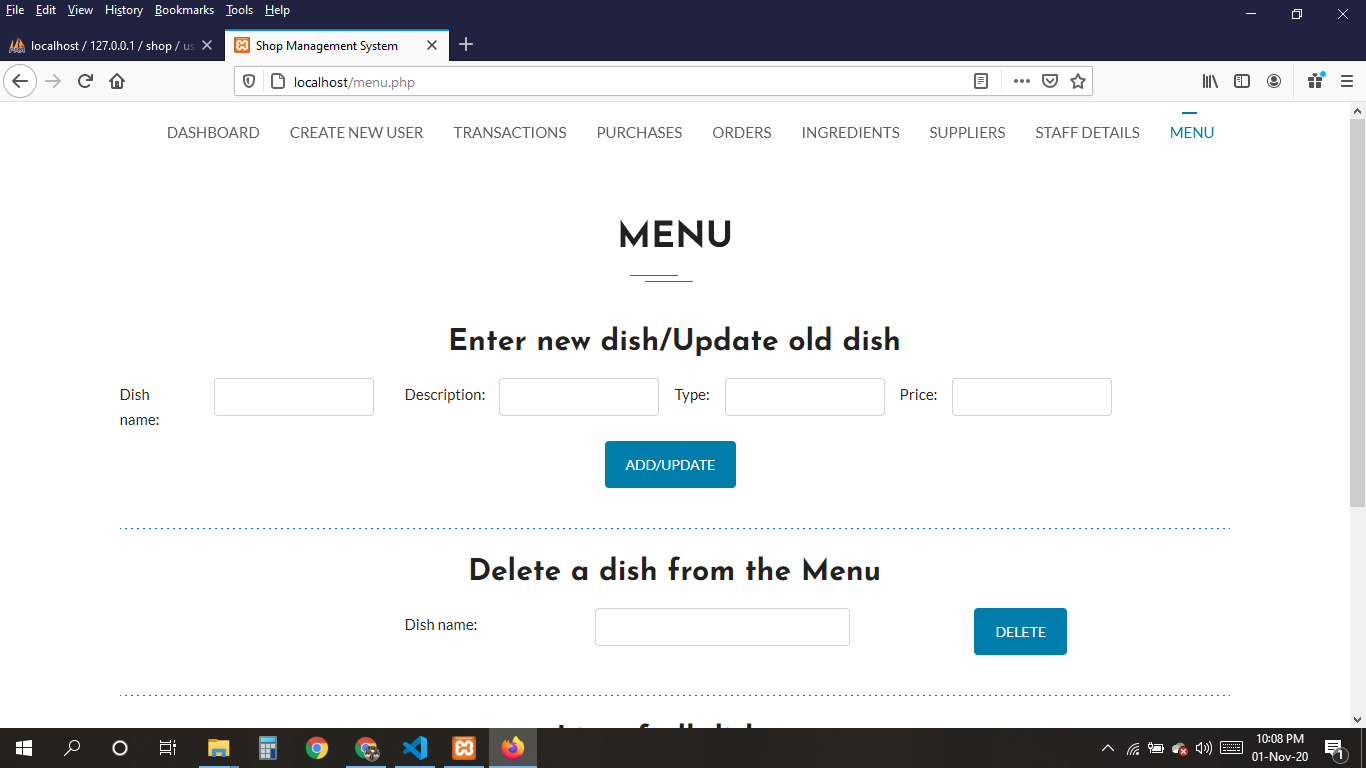 File Edit View History Bookmarks Tools Help
localhost / 127.0.0.1 / shop / us
Shop Management System
localhost/menu.php
DASHBOARD CREATE NEW USER TRANSACTIONS PURCHASES ORDERS INGREDIENTS SUPPLIERS STAFF DETAILS MENU
MENU
Enter new dish/Update old dish
Dish name: Description: Type: Price:
ADD/UPDATE
Delete a dish from the Menu
Dish name: DELETE
10:08 PM
01-Nov-20
1